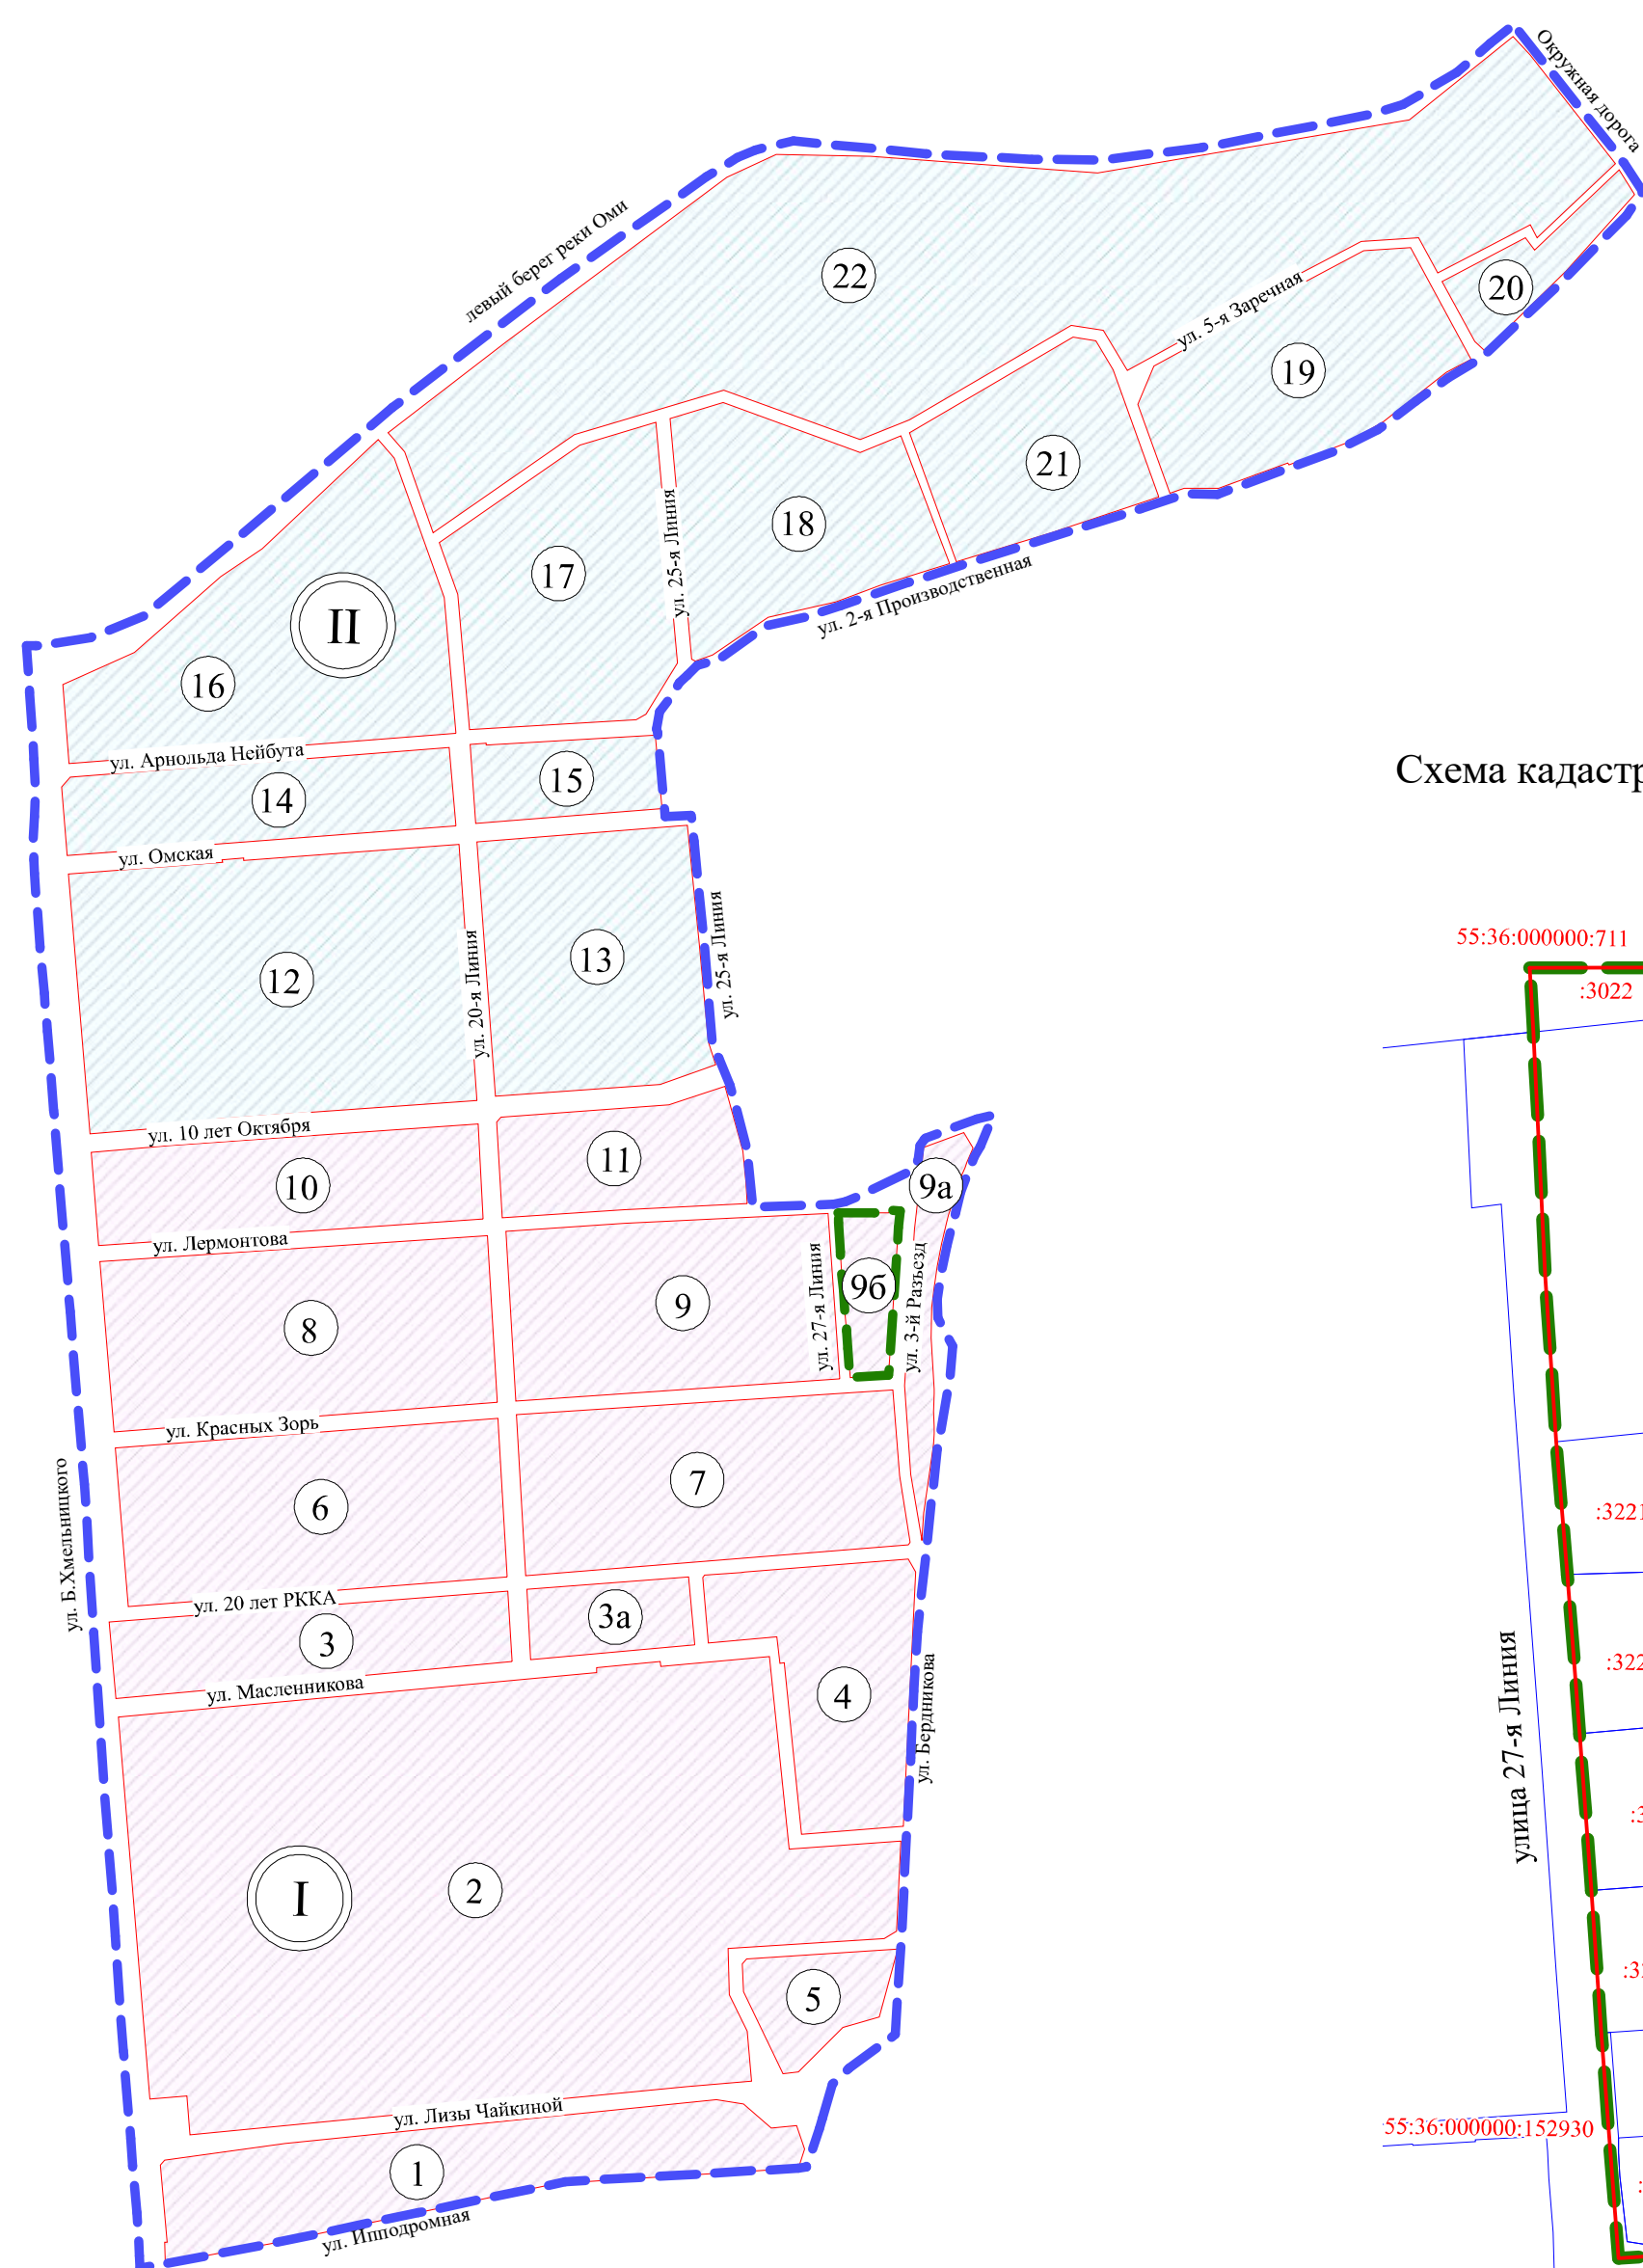 Окружная дорога
левый берег реки Оми
22
ул. 5-я Заречная
20
19
21
18
ул. 25-я Линия
17
ул. 2-я Производственная
II
16
ул. Арнольда Нейбута
14
15
Схема кадастр
ул. Омская
12
ул. 20-я Линия
13
ул. 25-я Линия
55:36:000000:711
:3022
ул. 10 лет Октября
10
11
9а
ул. Лермонтова
8
9
ул. 27-я Линия
9б
ул. 3-й Разъезд
ул. Красных Зорь
6
7
ул. Б.Хмельницкого
:3221
ул. 20 лет РККА
3
3а
ул. Масленникова
4
ул. Бердникова
:322
улица 27-я Линия
:3
I
2
5
:32
ул. Лизы Чайкиной
55:36:000000:152930
1
ул. Ипподромная